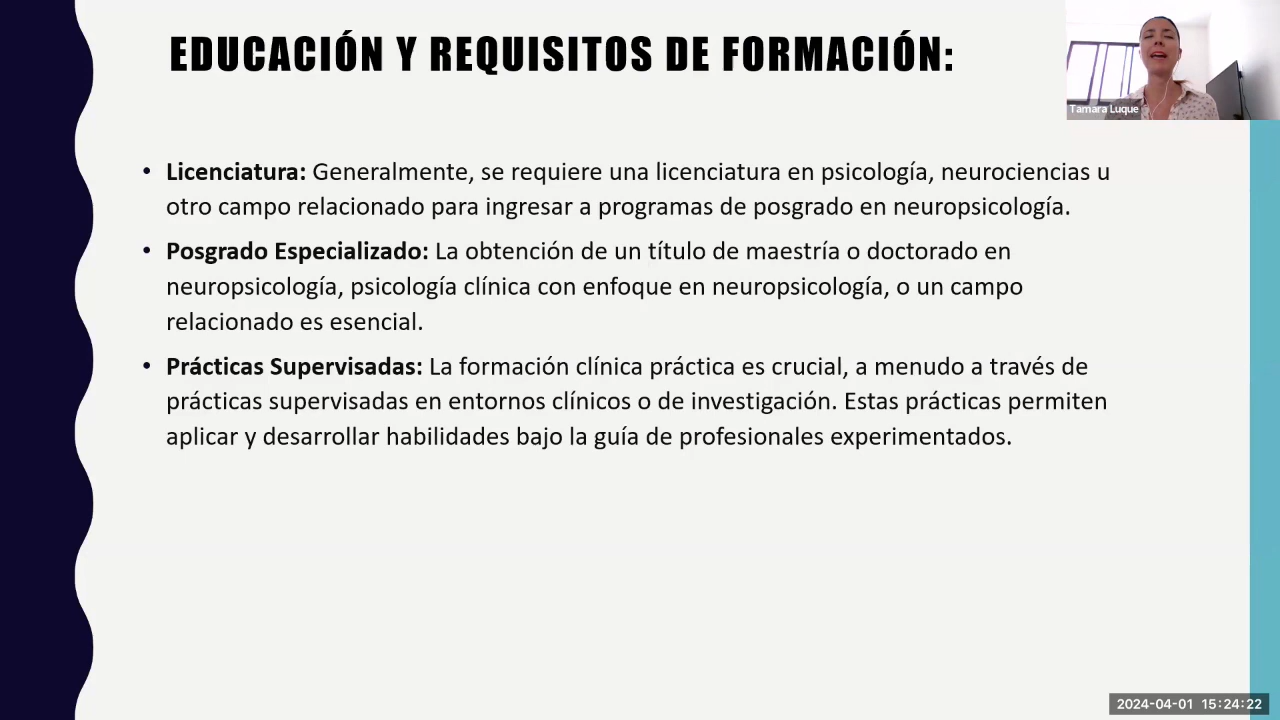 EDUCACIÓN Y REQUISITOS DE FORMACIÓN:
Tamara Luque
• Licenciatura: Generalmente, se requiere una licenciatura en psicología, neurociencias u
otro campo relacionado para ingresar a programas de posgrado en neuropsicología.
• Posgrado Especializado: La obtención de un título de maestría o doctorado en
neuropsicología, psicología clínica con enfoque en neuropsicología, o un campo
relacionado es esencial.
• Prácticas Supervisadas: La formación clínica práctica es crucial, a menudo a través de
prácticas supervisadas en entornos clínicos o de investigación. Estas prácticas permiten
aplicar y desarrollar habilidades bajo la guía de profesionales experimentados.
2024-04-01 15:24:22